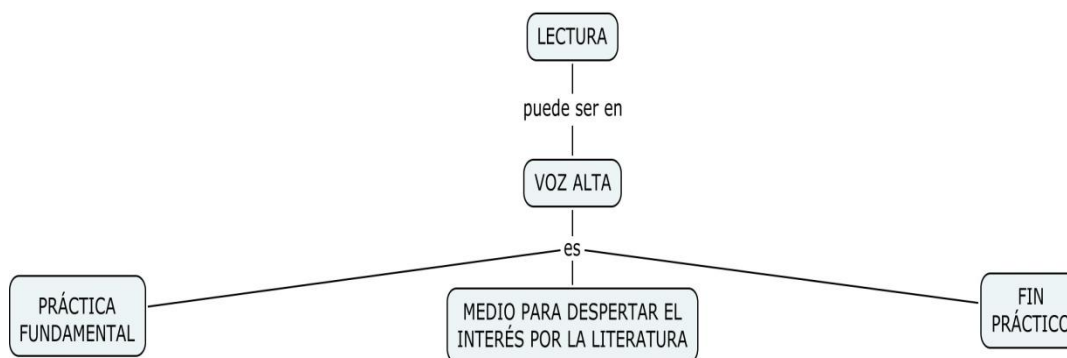 LECTURA
puede ser en
VOZ ALTA
es
PRÁCTICA
FUNDAMENTAL
MEDIO PARA DESPERTAR EL
INTERÉS POR LA LITERATURA
FIN
PRÁCTICO